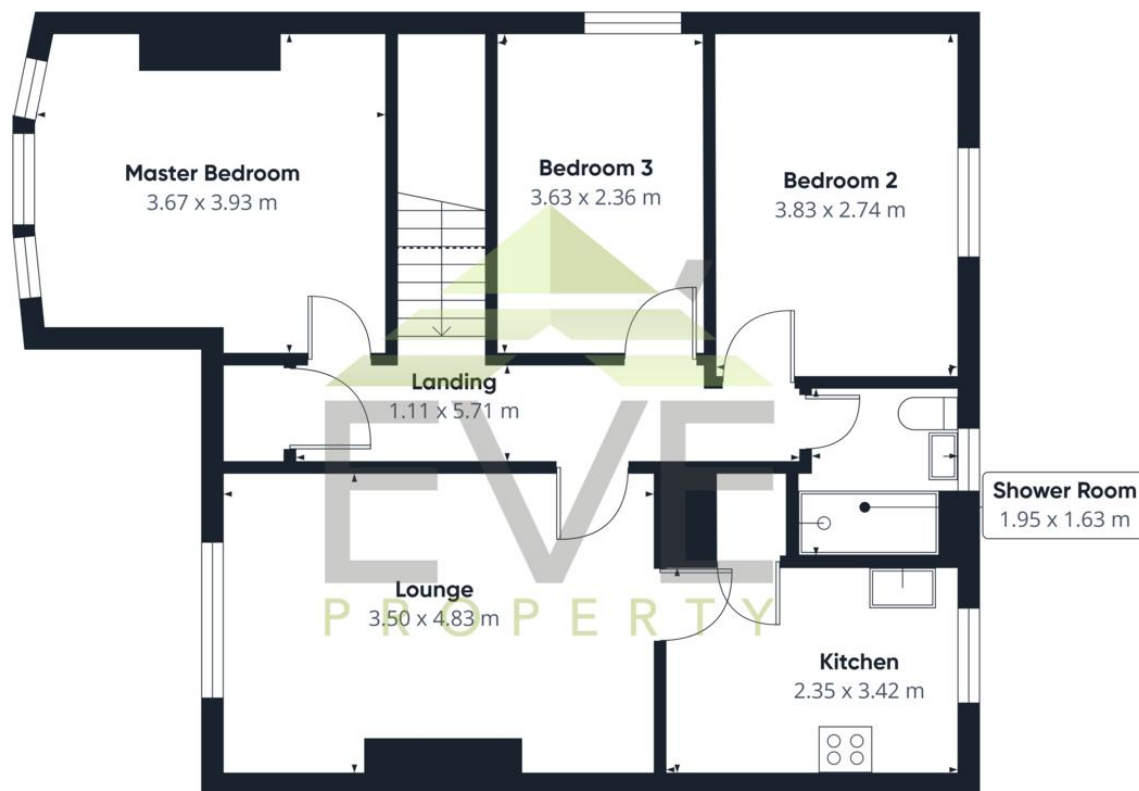 Master Bedroom
3.67 x 3.93 m
Bedroom 3
3.63 x 2.36 m
Bedroom 2
3.83 x 2.74 m
Landing
1.11 x 5.71 m
EVE
PROPERTY
Shower Room
1.95 x 1.63 m
Lounge
3.50 x 4.83 m
Kitchen
2.35 x 3.42 m